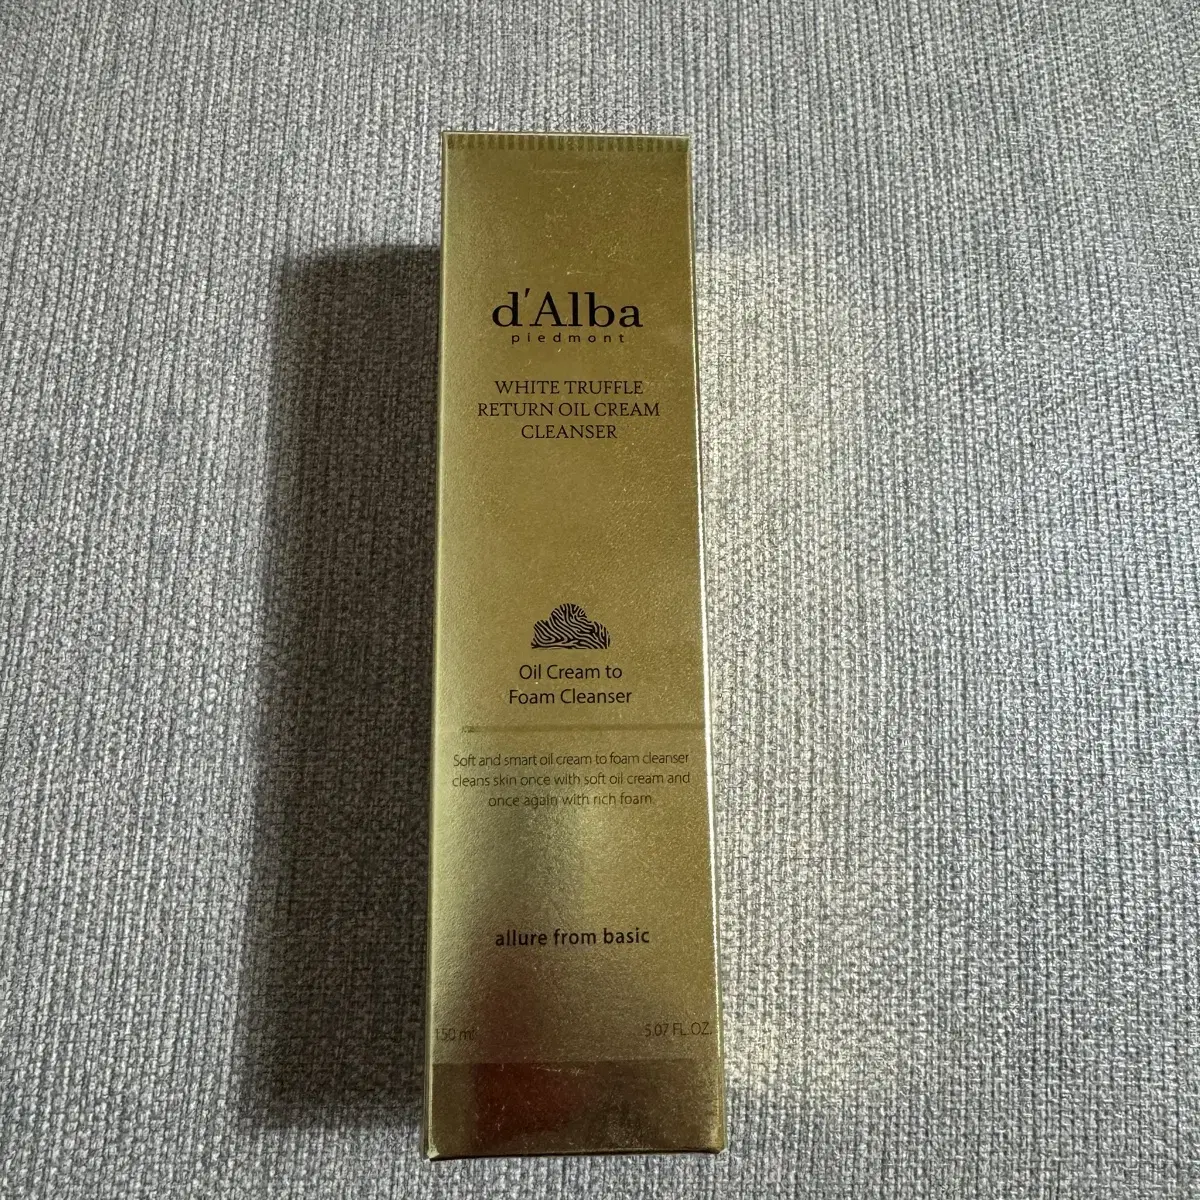 d'Alba
piedmont
WHITE TRUFFLE
RETURN OIL CREAM
CLEANSER
Oil Cream to
Foam Cleanser
Soft and smart oil cream to foam cleanser
cleans skin once with soft oil cream and
once again with rich foam.
allure from basic
150 ml
5.07 FL.OZ.